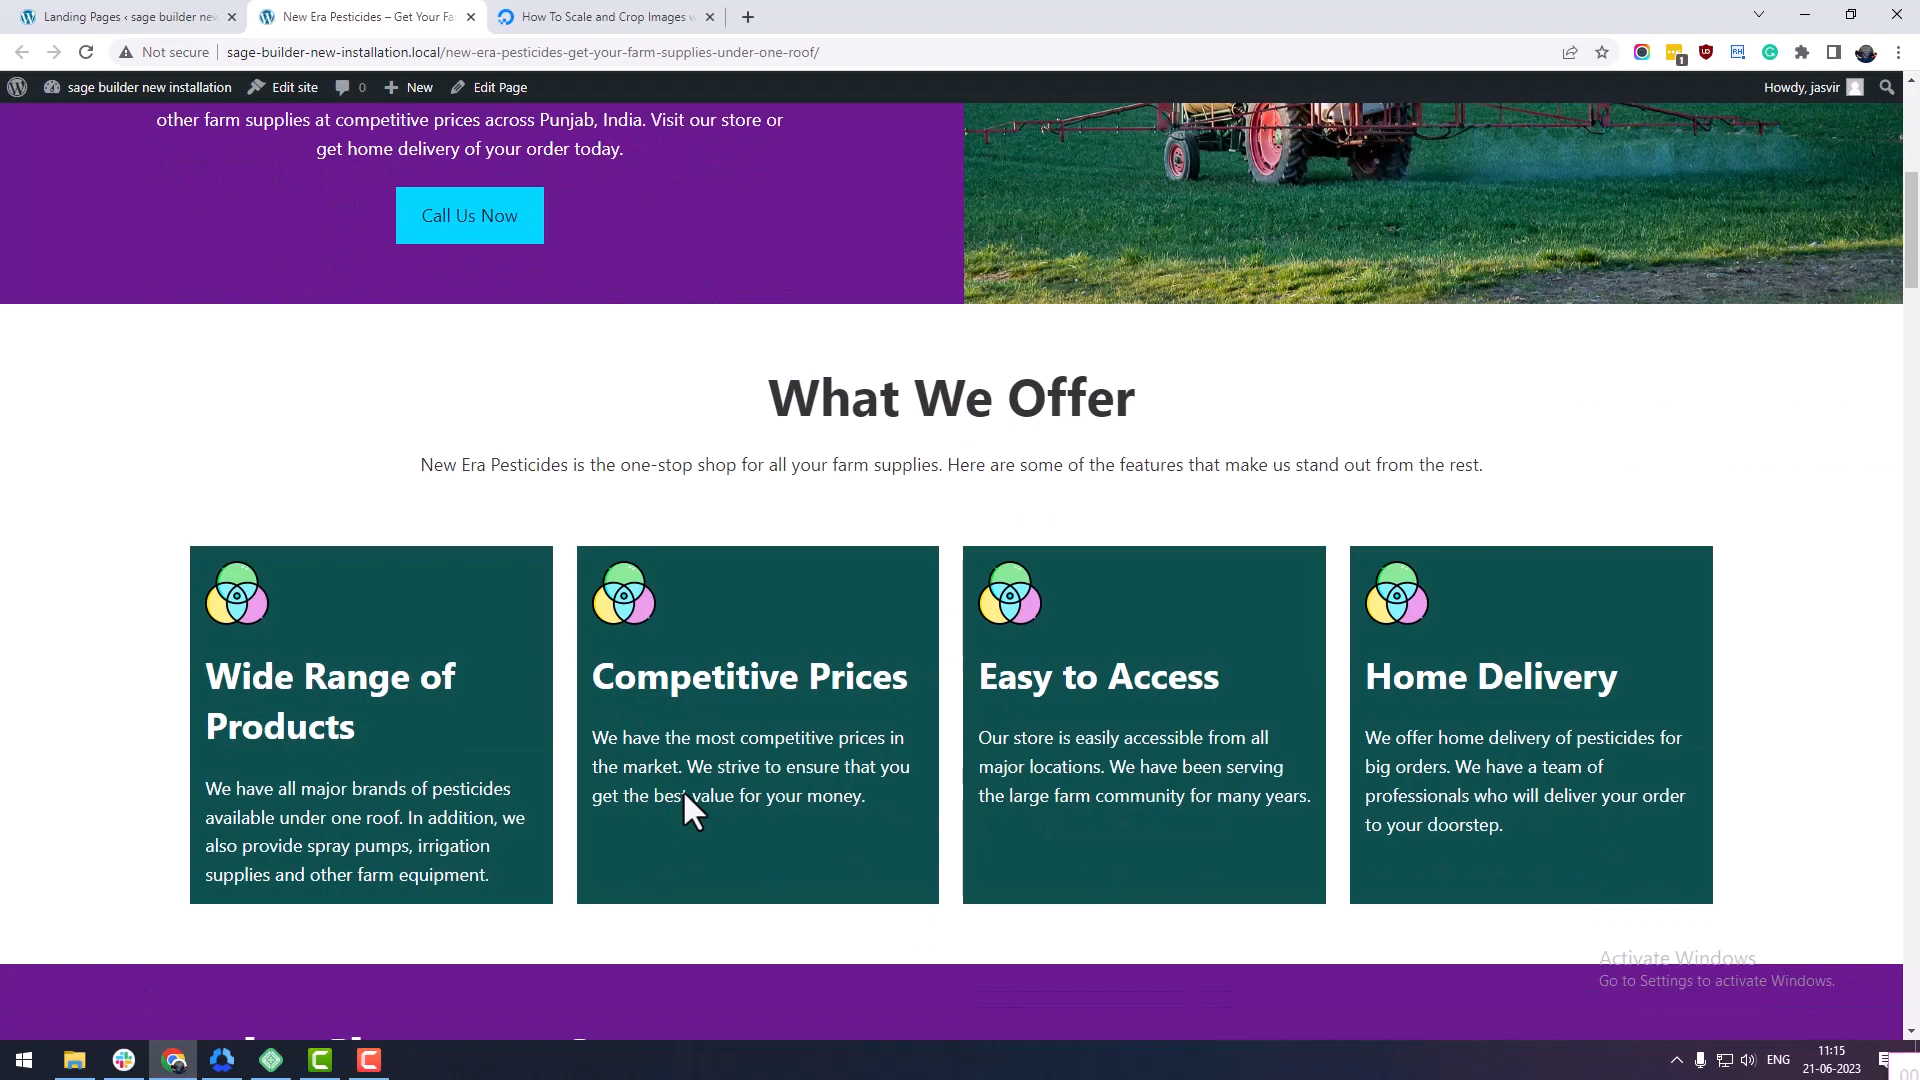 Landing Pages ‹ sage builder new
New Era Pesticides – Get Your Fa
How To Scale and Crop Images w
Not secure
sage-builder-new-installation.local/new-era-pesticides-get-your-farm-supplies-under-one-roof/
1
sage builder new installation
Edit site
0
New
Edit Page
Howdy, jasvir
other farm supplies at competitive prices across Punjab, India. Visit our store or
get home delivery of your order today.
Call Us Now
What We Offer
New Era Pesticides is the one-stop shop for all your farm supplies. Here are some of the features that make us stand out from the rest.
Wide Range of
Products
We have all major brands of pesticides
available under one roof. In addition, we
also provide spray pumps, irrigation
supplies and other farm equipment.
Competitive Prices
We have the most competitive prices in
the market. We strive to ensure that you
get the best value for your money.
Easy to Access
Our store is easily accessible from all
major locations. We have been serving
the large farm community for many years.
Home Delivery
We offer home delivery of pesticides for
big orders. We have a team of
professionals who will deliver your order
to your doorstep.
Activate Windows
Go to Settings to activate Windows.
ENG
11:15
21-06-2023